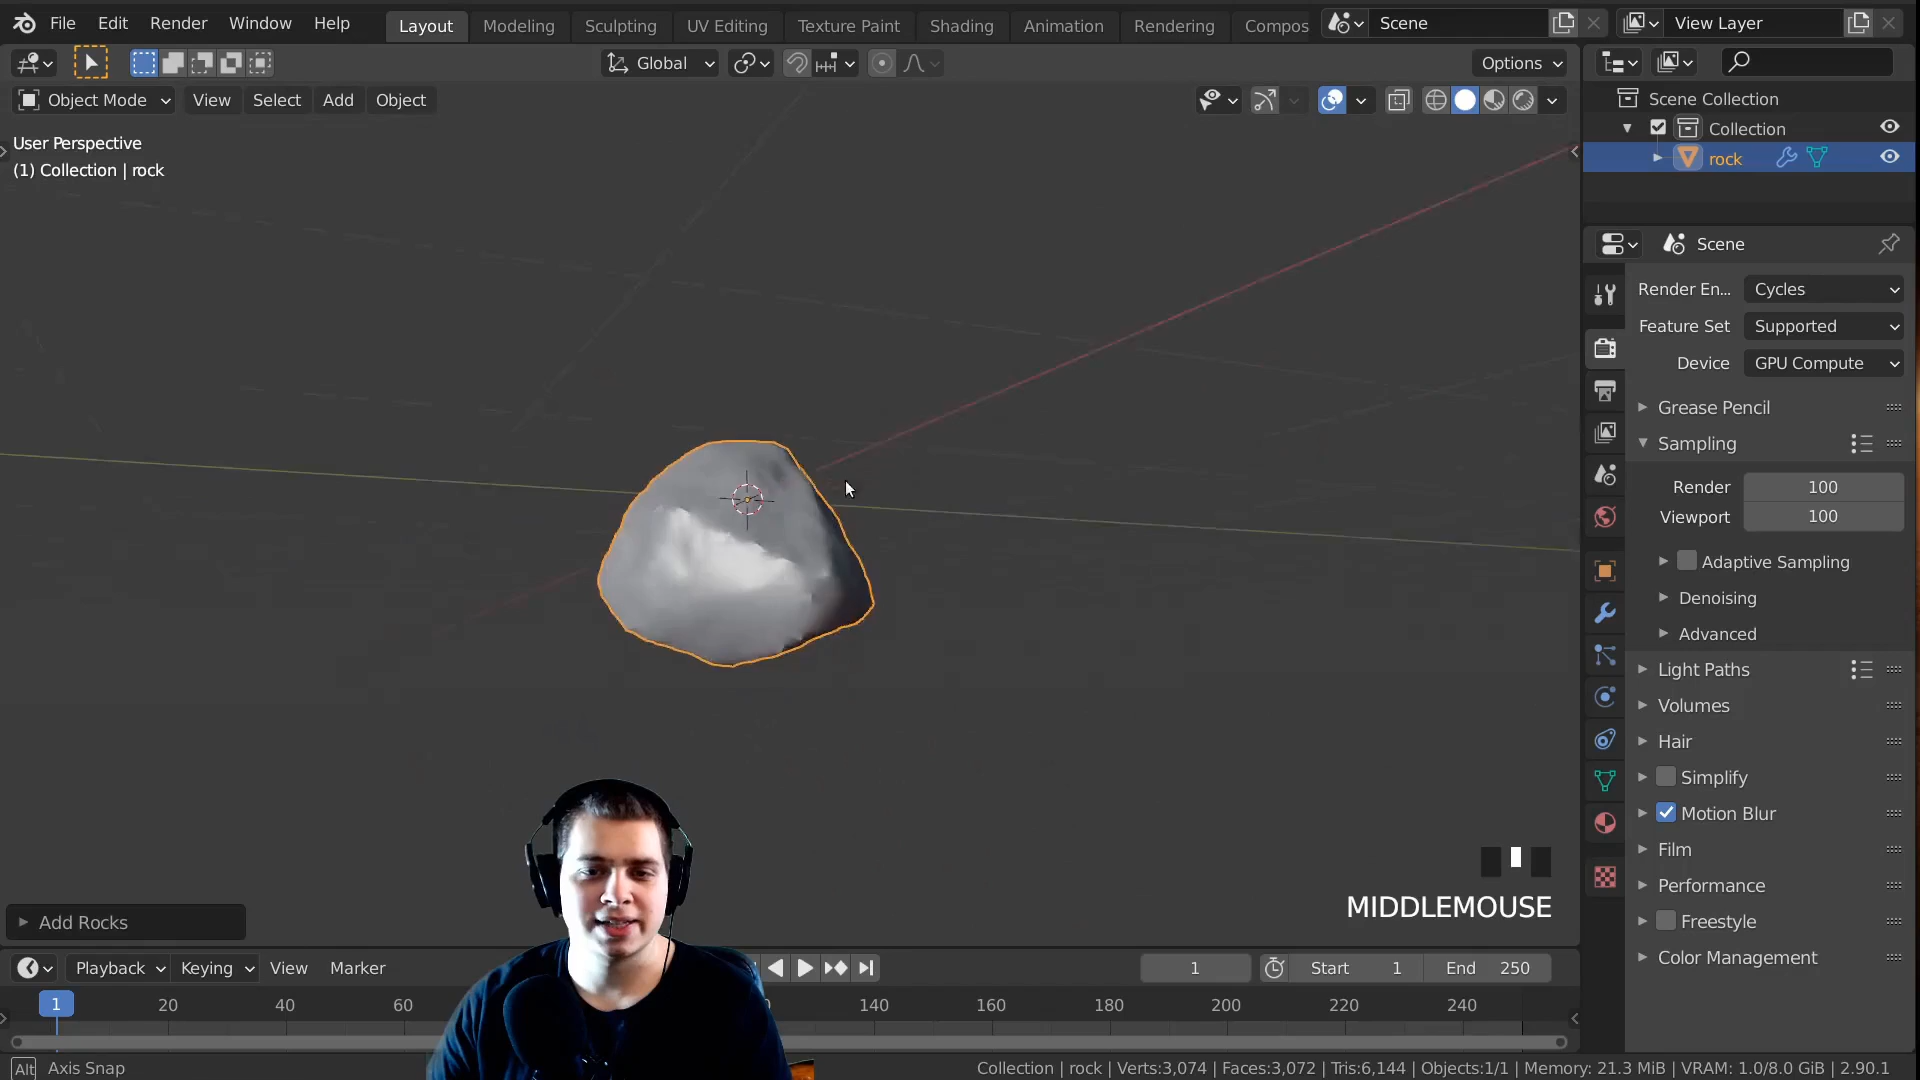 File Edit Render Window Help Layout Modeling Sculpting UV Editing Texture Paint Shading Animation Rendering Compos Scene View Layer
Global Options
Object Mode View Select Add Object
Scene Collection
Collection
rock
User Perspective
(1) Collection | rock
Scene
Render En... Cycles
Feature Set Supported
Device GPU Compute
Grease Pencil
Sampling
Render 100
Viewport 100
Adaptive Sampling
Denoising
Advanced
Light Paths
Volumes
Hair
Simplify
Motion Blur
Film
Performance
Freestyle
Color Management
MIDDLEMOUSE
Add Rocks
Playback Keying View Marker 1 Start 1 End 250
1 20 40 60 140 160 180 200 220 240
Alt Axis Snap Collection | rock | Verts:3,074 | Faces:3,072 | Tris:6,144 | Objects:1/1 | Memory: 21.3 MiB | VRAM: 1.0/8.0 GiB | 2.90.1